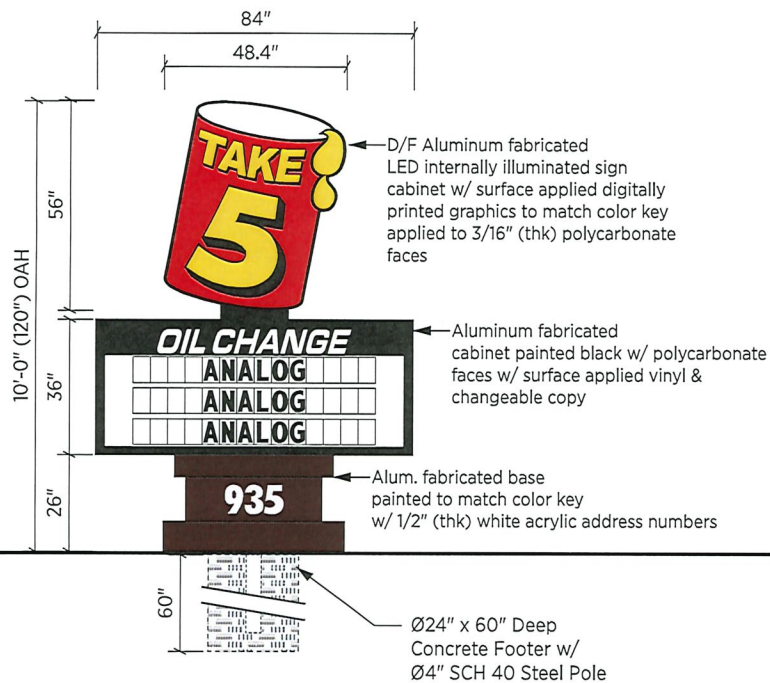 84"
48.4"
10'-0" (120") OAH
56"
TAKE
5
D/F Aluminum fabricated
LED internally illuminated sign
cabinet w/ surface applied digitally
printed graphics to match color key
applied to 3/16" (thk) polycarbonate
faces
36"
OIL CHANGE
ANALOG
ANALOG
ANALOG
Aluminum fabricated
cabinet painted black w/ polycarbonate
faces w/ surface applied vinyl &
changeable copy
26"
935
Alum. fabricated base
painted to match color key
w/ 1/2" (thk) white acrylic address numbers
60"
Ø24" x 60" Deep
Concrete Footer w/
Ø4" SCH 40 Steel Pole